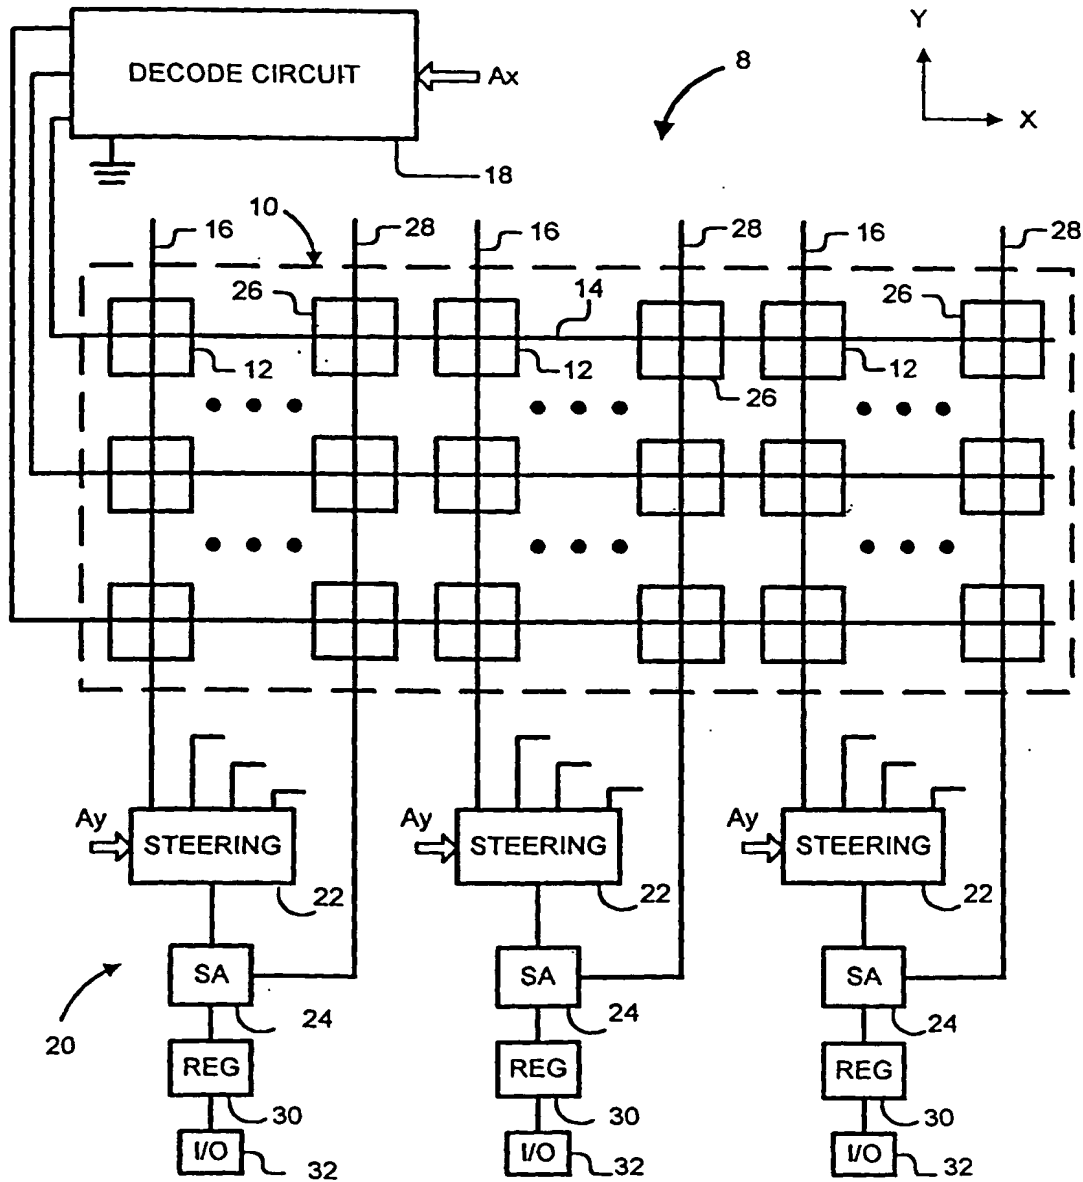 Y
DECODE CIRCUIT
Ax
8
X
18
10
16
28
16
28
16
28
26
14
26
12
12
26
12
Ay
STEERING
Ay
STEERING
Ay
STEERING
22
22
22
SA
SA
SA
20
24
24
24
REG
REG
REG
30
30
30
I/O
I/O
I/O
32
32
32